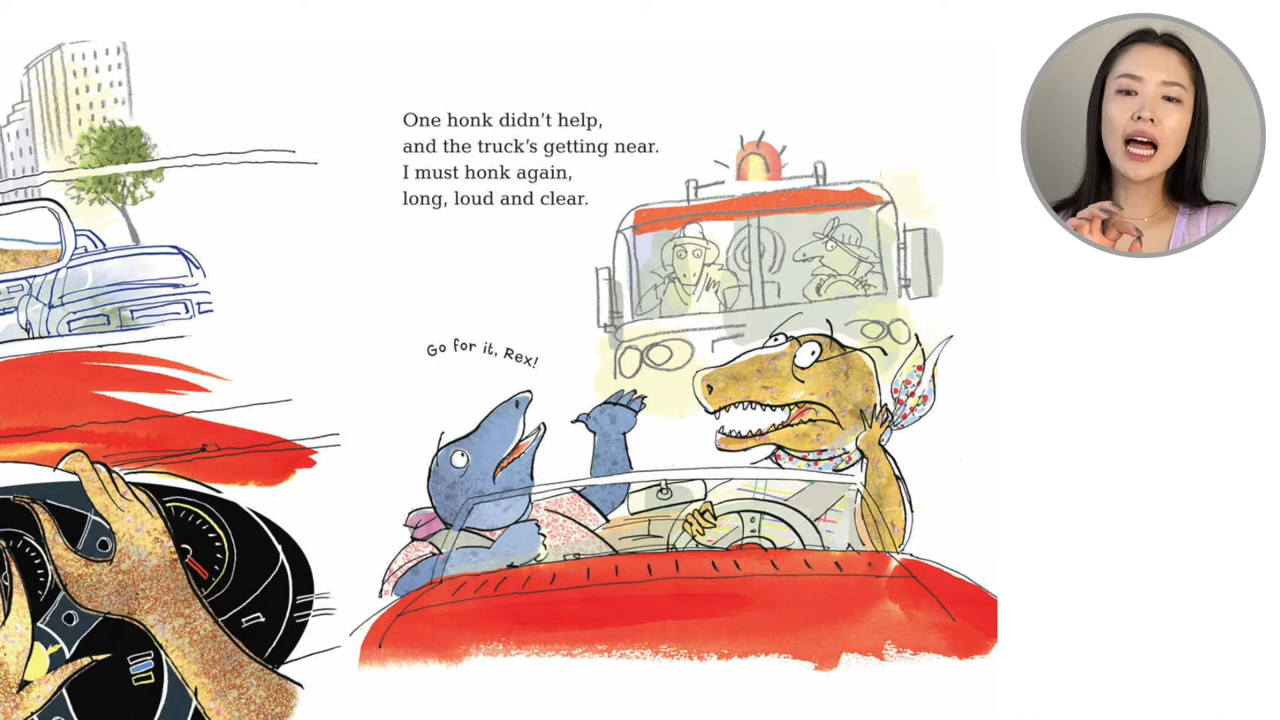 One honk didn't help,
and the truck's getting near.
I must honk again,
long, loud and clear.
Go for it, Rex!